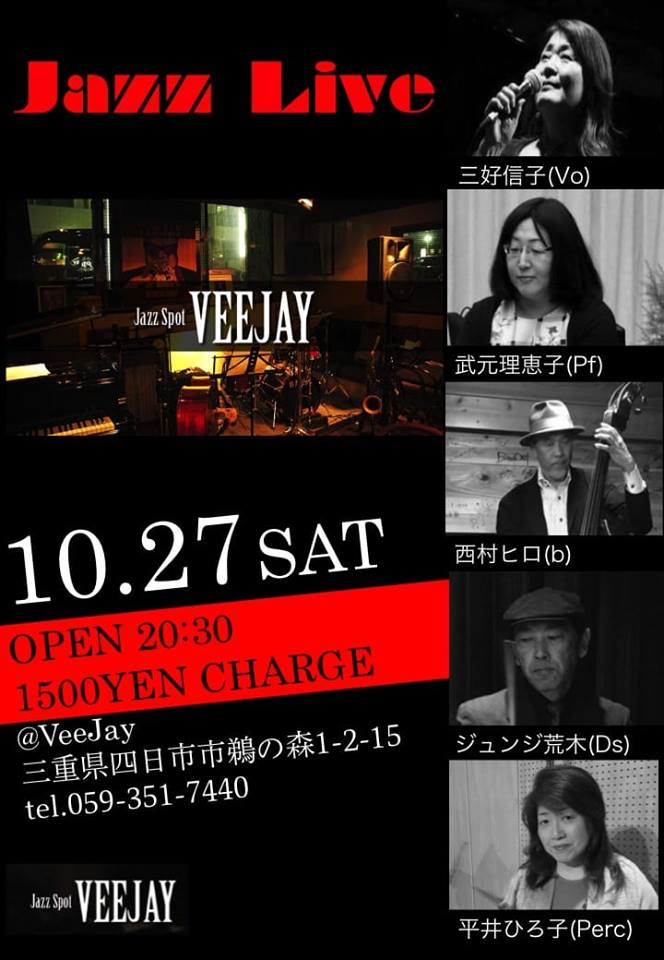 Jazz Live
三好信子(Vo)
Jazz Spot VEEJAY
武元理恵子(Pf)
西村ヒロ(b)
10.27 SAT
OPEN 20:30
1500YEN CHARGE
@VeeJay
三重県四日市市鵜の森1-2-15
tel.059-351-7440
ジュンジ荒木(Ds)
Jazz Spot VEEJAY
平井ひろ子(Perc)